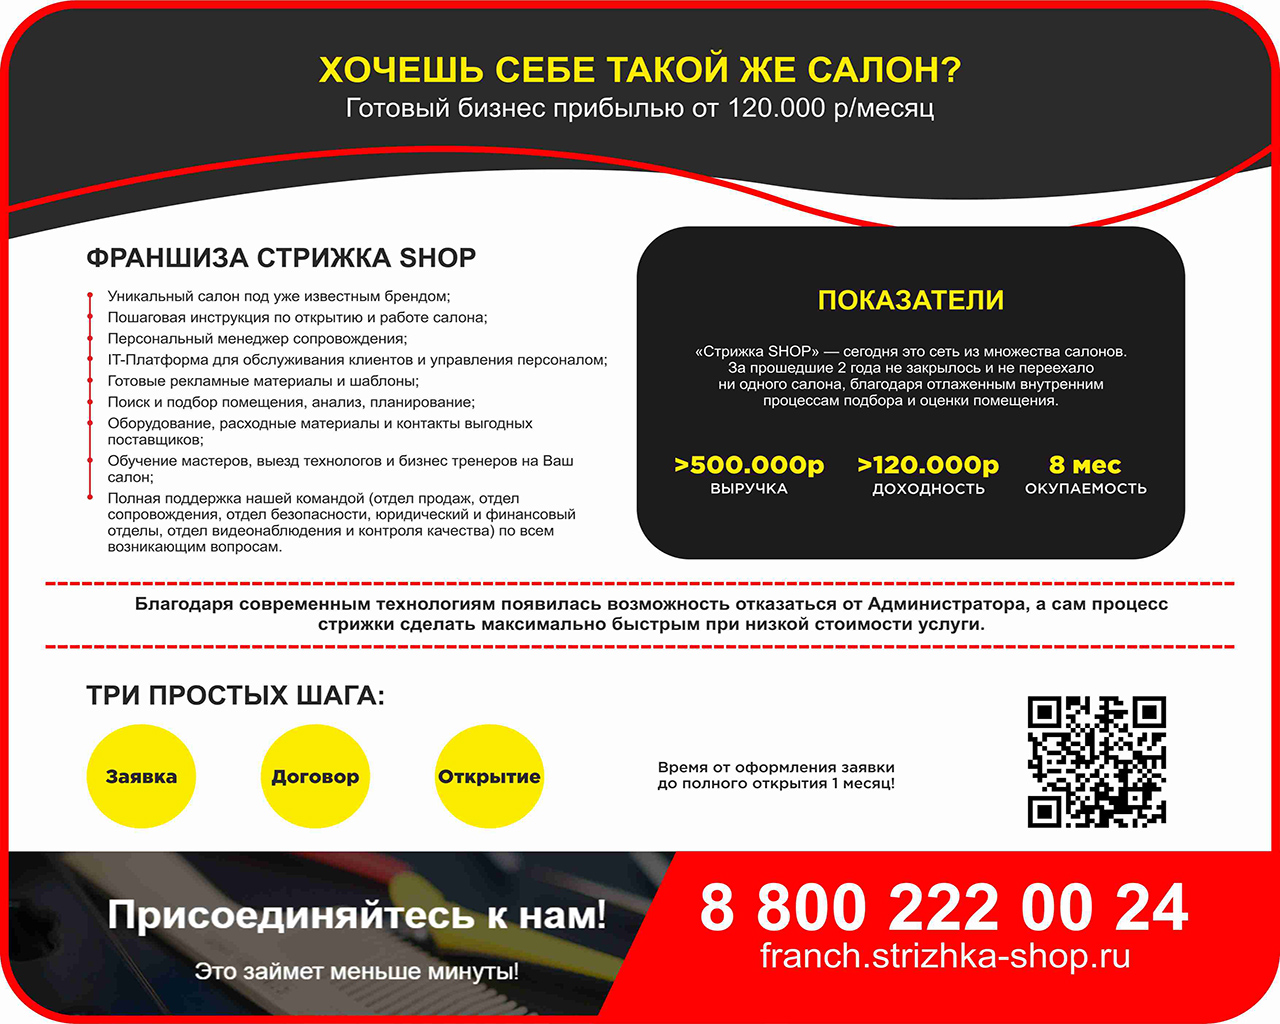 ХОЧЕШЬ СЕБЕ ТАКОЙ ЖЕ САЛОН?
Готовый бизнес прибылью от 120.000 р/месяц
ФРАНШИЗА СТРИЖКА SHOP
Уникальный салон под уже известным брендом;
Пошаговая инструкция по открытию и работе салона;
Персональный менеджер сопровождения;
IT-Платформа для обслуживания клиентов и управления персоналом;
Готовые рекламные материалы и шаблоны;
Поиск и подбор помещения, анализ, планирование;
Оборудование, расходные материалы и контакты выгодных
поставщиков;
Обучение мастеров, выезд технологов и бизнес тренеров на Ваш
салон;
Полная поддержка нашей командой (отдел продаж, отдел
сопровождения, отдел безопасности, юридический и финансовый
отделы, отдел видеонаблюдения и контроля качества) по всем
возникающим вопросам.
ПОКАЗАТЕЛИ
«Стрижка SHOP» — сегодня это сеть из множества салонов.
За прошедшие 2 года не закрылось и не переехало
ни одного салона, благодаря отлаженным внутренним
процессам подбора и оценки помещения.
>500.000р >120.000р 8 мес
ВЫРУЧКА ДОХОДНОСТЬ ОКУПАЕМОСТЬ
Благодаря современным технологиям появилась возможность отказаться от Администратора, а сам процесс
стрижки сделать максимально быстрым при низкой стоимости услуги.
ТРИ ПРОСТЫХ ШАГА:
Заявка Договор Открытие
Время от оформления заявки
до полного открытия 1 месяц!
Присоединяйтесь к нам!
Это займет меньше минуты!
8 800 222 00 24
franch.strizhka-shop.ru